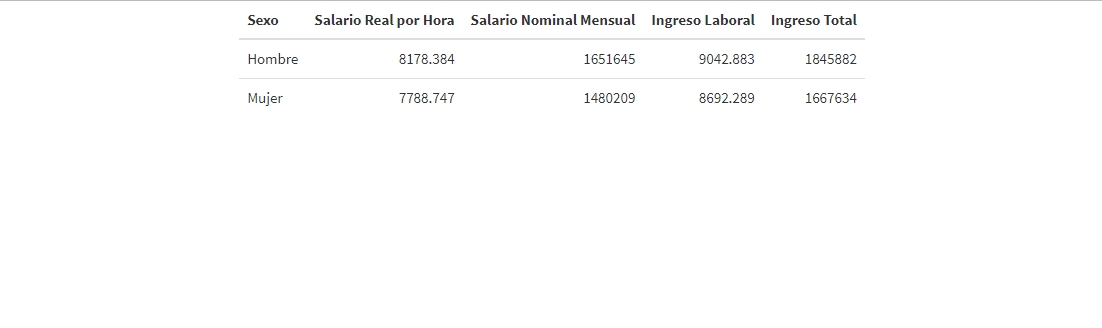 Sexo Salario Real por Hora Salario Nominal Mensual Ingreso Laboral Ingreso Total
Hombre 8178.384 1651645 9042.883 1845882
Mujer 7788.747 1480209 8692.289 1667634